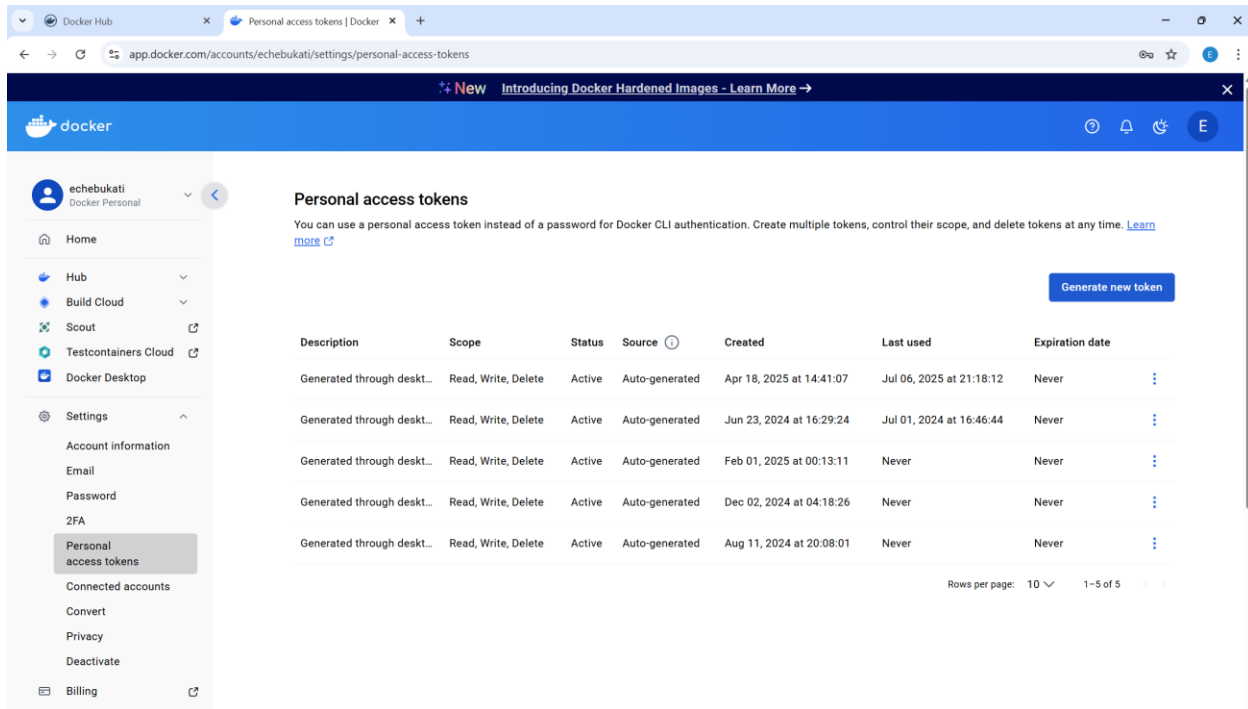 Docker Hub
Personal access tokens | Docker
app.docker.com/accounts/echebukati/settings/personal-access-tokens
E
New Introducing Docker Hardened Images - Learn More →
docker
E
echebukati
Docker Personal
Home
Hub
Build Cloud
Scout
Testcontainers Cloud
Docker Desktop
Settings
Account information
Email
Password
2FA
Personal
access tokens
Connected accounts
Convert
Privacy
Deactivate
Billing
Personal access tokens
You can use a personal access token instead of a password for Docker CLI authentication. Create multiple tokens, control their scope, and delete tokens at any time. Learn
more
Generate new token
Description Scope Status Source Created Last used Expiration date
Generated through deskt... Read, Write, Delete Active Auto-generated Apr 18, 2025 at 14:41:07 Jul 06, 2025 at 21:18:12 Never
Generated through deskt... Read, Write, Delete Active Auto-generated Jun 23, 2024 at 16:29:24 Jul 01, 2024 at 16:46:44 Never
Generated through deskt... Read, Write, Delete Active Auto-generated Feb 01, 2025 at 00:13:11 Never Never
Generated through deskt... Read, Write, Delete Active Auto-generated Dec 02, 2024 at 04:18:26 Never Never
Generated through deskt... Read, Write, Delete Active Auto-generated Aug 11, 2024 at 20:08:01 Never Never
Rows per page: 10 1–5 of 5